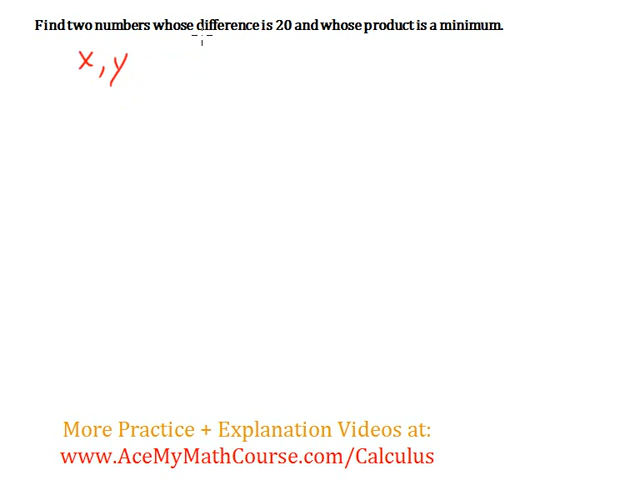 Find two numbers whose difference is 20 and whose product is a minimum.
x, y
More Practice + Explanation Videos at:
www.AceMyMathCourse.com/Calculus